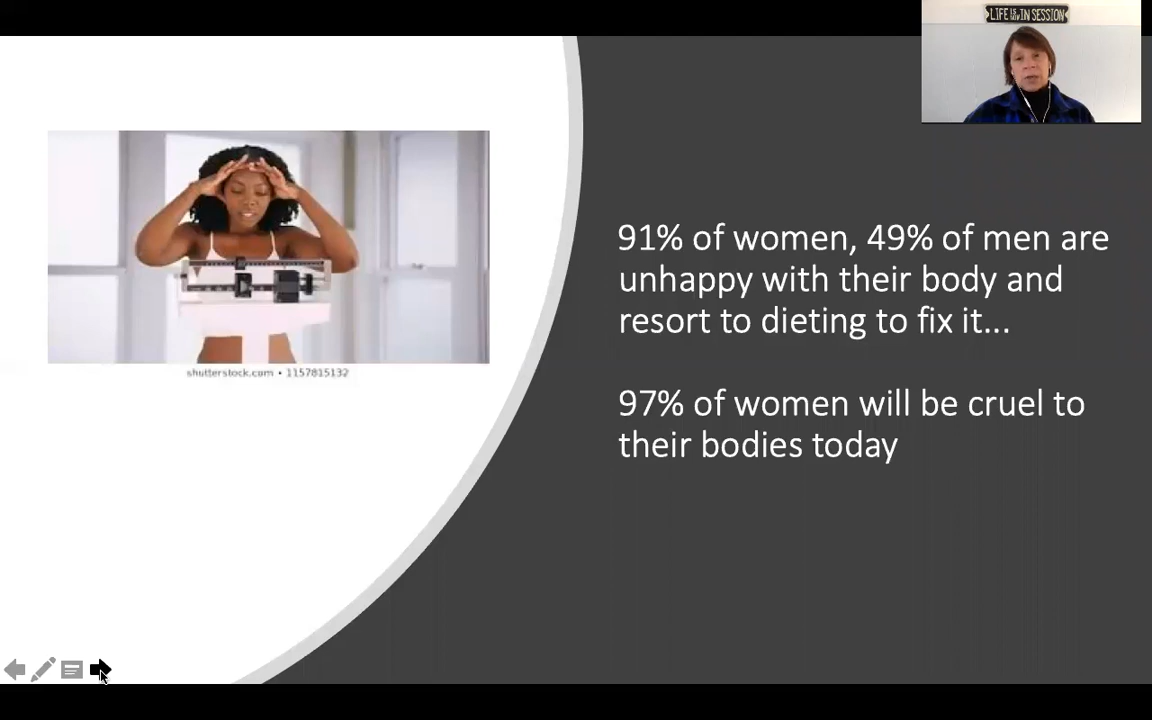 LIFE IS IN SESSION
91% of women, 49% of men are
unhappy with their body and
resort to dieting to fix it...
97% of women will be cruel to
their bodies today
shutterstock.com • 1157815132